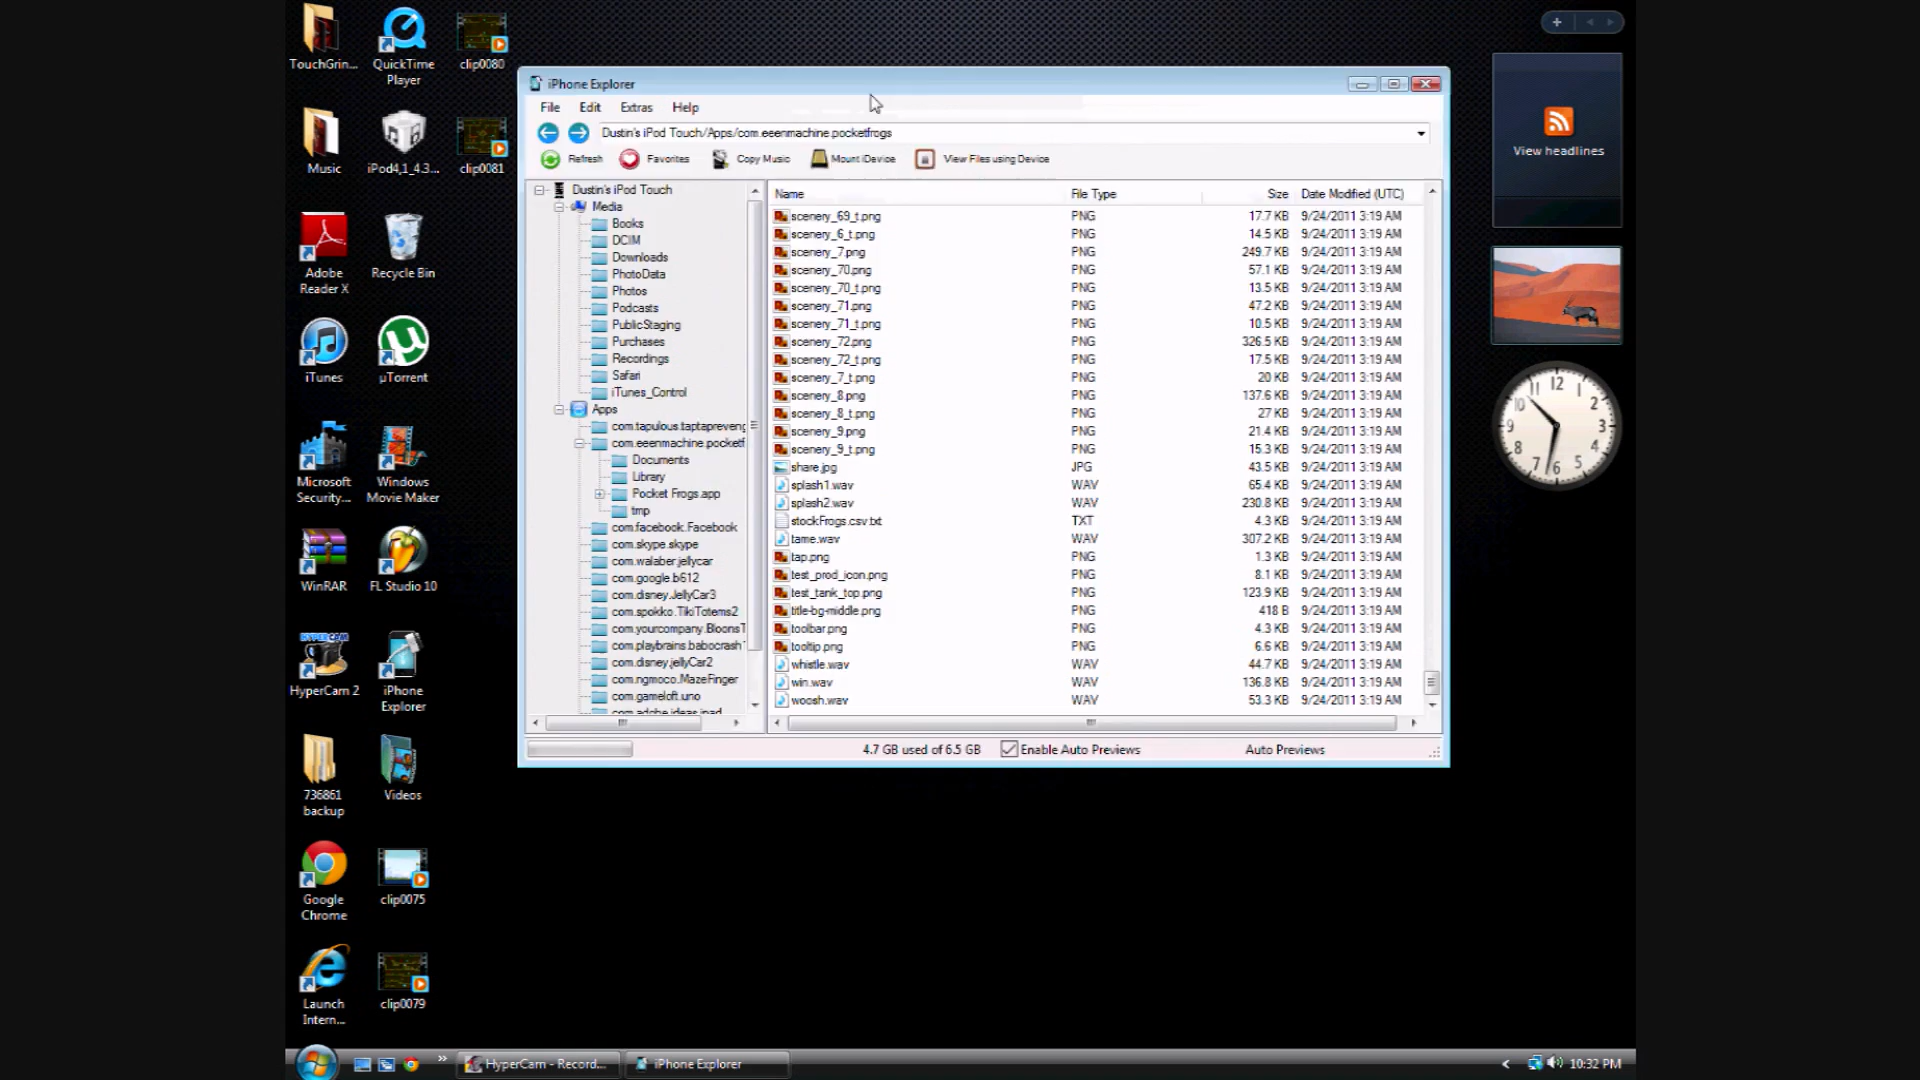 TouchGrin...
QuickTime
Player
clip0080
Music
iPod4,1_4.3...
clip0081
Adobe
Reader X
Recycle Bin
iTunes
µTorrent
Microsoft
Security...
Windows
Movie Maker
WinRAR
FL Studio 10
HYPERCAM
HyperCam 2
iPhone
Explorer
736861
backup
Videos
Google
Chrome
clip0075
Launch
Intern...
clip0079
iPhone Explorer
File Edit Extras Help
Dustin's iPod Touch/Apps/com.eeenmachine.pocketfrogs
Refresh Favorites Copy Music Mount iDevice View Files using Device
Dustin's iPod Touch
Media
Books
DCIM
Downloads
PhotoData
Photos
Podcasts
PublicStaging
Purchases
Recordings
Safari
iTunes_Control
Apps
com.tapulous.taptapreveng
com.eeenmachine.pocketf
Documents
Library
Pocket Frogs.app
tmp
com.facebook.Facebook
com.skype.skype
com.walaber.jellycar
com.google.b612
com.disney.JellyCar3
com.spokko.TikiTotems2
com.yourcompany.BloonsT
com.playbrains.babocrash
com.disney.jellyCar2
com.ngmoco.MazeFinger
com.gameloft.uno
com.adobe.ideas.ipad
Name File Type Size Date Modified (UTC)
scenery_69_t.png PNG 17.7 KB 9/24/2011 3:19 AM
scenery_6_t.png PNG 14.5 KB 9/24/2011 3:19 AM
scenery_7.png PNG 249.7 KB 9/24/2011 3:19 AM
scenery_70.png PNG 57.1 KB 9/24/2011 3:19 AM
scenery_70_t.png PNG 13.5 KB 9/24/2011 3:19 AM
scenery_71.png PNG 47.2 KB 9/24/2011 3:19 AM
scenery_71_t.png PNG 10.5 KB 9/24/2011 3:19 AM
scenery_72.png PNG 326.5 KB 9/24/2011 3:19 AM
scenery_72_t.png PNG 17.5 KB 9/24/2011 3:19 AM
scenery_7_t.png PNG 20 KB 9/24/2011 3:19 AM
scenery_8.png PNG 137.6 KB 9/24/2011 3:19 AM
scenery_8_t.png PNG 27 KB 9/24/2011 3:19 AM
scenery_9.png PNG 21.4 KB 9/24/2011 3:19 AM
scenery_9_t.png PNG 15.3 KB 9/24/2011 3:19 AM
share.jpg JPG 43.5 KB 9/24/2011 3:19 AM
splash1.wav WAV 65.4 KB 9/24/2011 3:19 AM
splash2.wav WAV 230.8 KB 9/24/2011 3:19 AM
stockFrogs.csv.txt TXT 4.3 KB 9/24/2011 3:19 AM
tame.wav WAV 307.2 KB 9/24/2011 3:19 AM
tap.png PNG 1.3 KB 9/24/2011 3:19 AM
test_prod_icon.png PNG 8.1 KB 9/24/2011 3:19 AM
test_tank_top.png PNG 123.9 KB 9/24/2011 3:19 AM
title-bg-middle.png PNG 418 B 9/24/2011 3:19 AM
toolbar.png PNG 4.3 KB 9/24/2011 3:19 AM
tooltip.png PNG 6.6 KB 9/24/2011 3:19 AM
whistle.wav WAV 44.7 KB 9/24/2011 3:19 AM
win.wav WAV 136.8 KB 9/24/2011 3:19 AM
woosh.wav WAV 53.3 KB 9/24/2011 3:19 AM
4.7 GB used of 6.5 GB Enable Auto Previews Auto Previews
View headlines
12 1 2 3 4 5 6 7 8 9 10 11
HyperCam - Record...
iPhone Explorer
10:32 PM